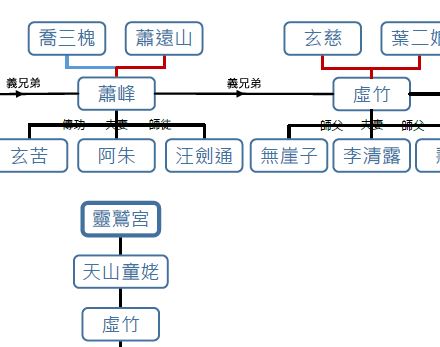 喬三槐 蕭遠山 玄慈 葉二娘
義兄弟 蕭峰 義兄弟 虛竹
傳功 夫妻 師徒 師父 夫妻 師父
玄苦 阿朱 汪劍通 無崖子 李清露
靈鷲宮
天山童姥
虛竹